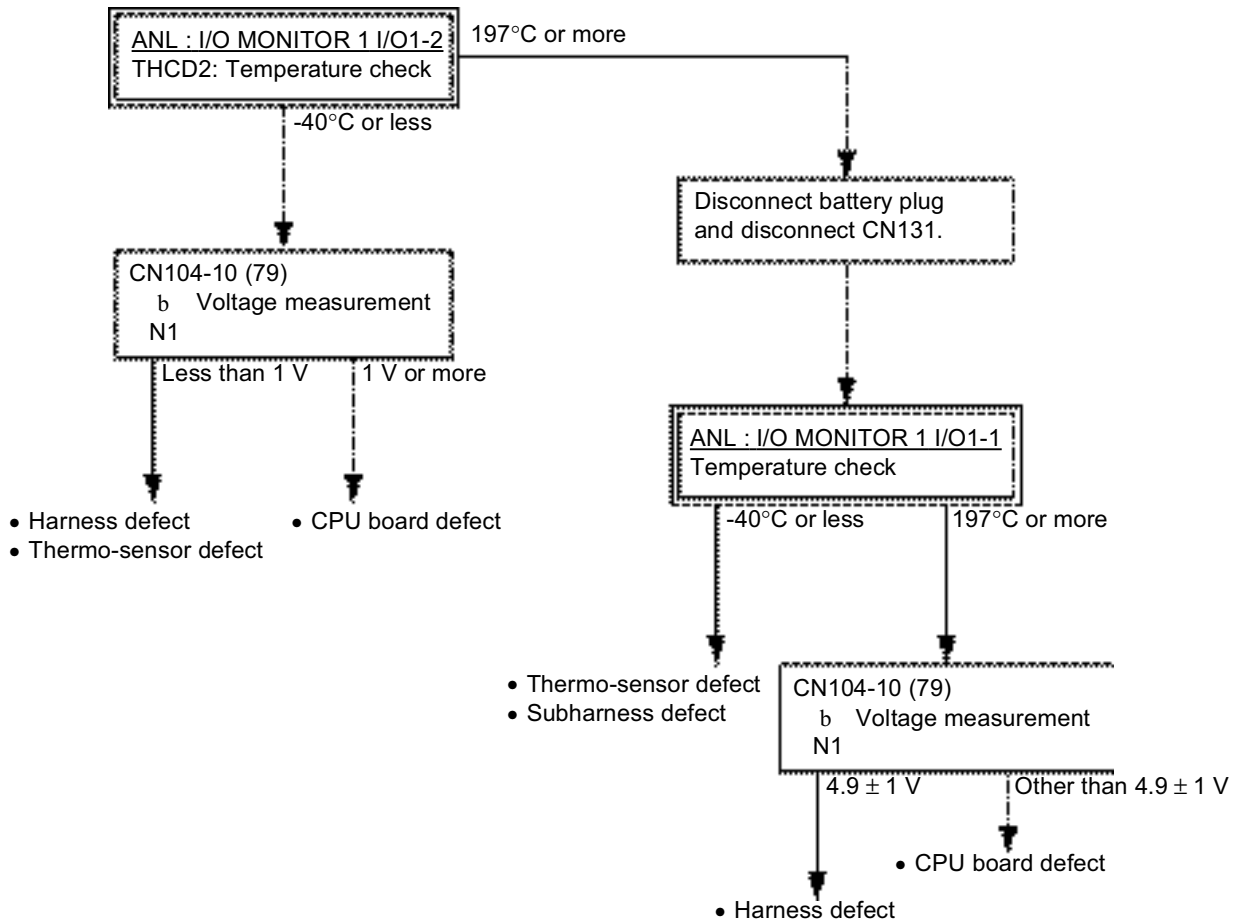 ANL : I/O MONITOR 1 I/O1-2
THCD2: Temperature check
197°C or more
-40°C or less
Disconnect battery plug
and disconnect CN131.
CN104-10 (79)
b Voltage measurement
N1
Less than 1 V
1 V or more
ANL : I/O MONITOR 1 I/O1-1
Temperature check
• Harness defect
• Thermo-sensor defect
• CPU board defect
-40°C or less
197°C or more
• Thermo-sensor defect
• Subharness defect
CN104-10 (79)
b Voltage measurement
N1
4.9 ± 1 V
Other than 4.9 ± 1 V
• CPU board defect
• Harness defect